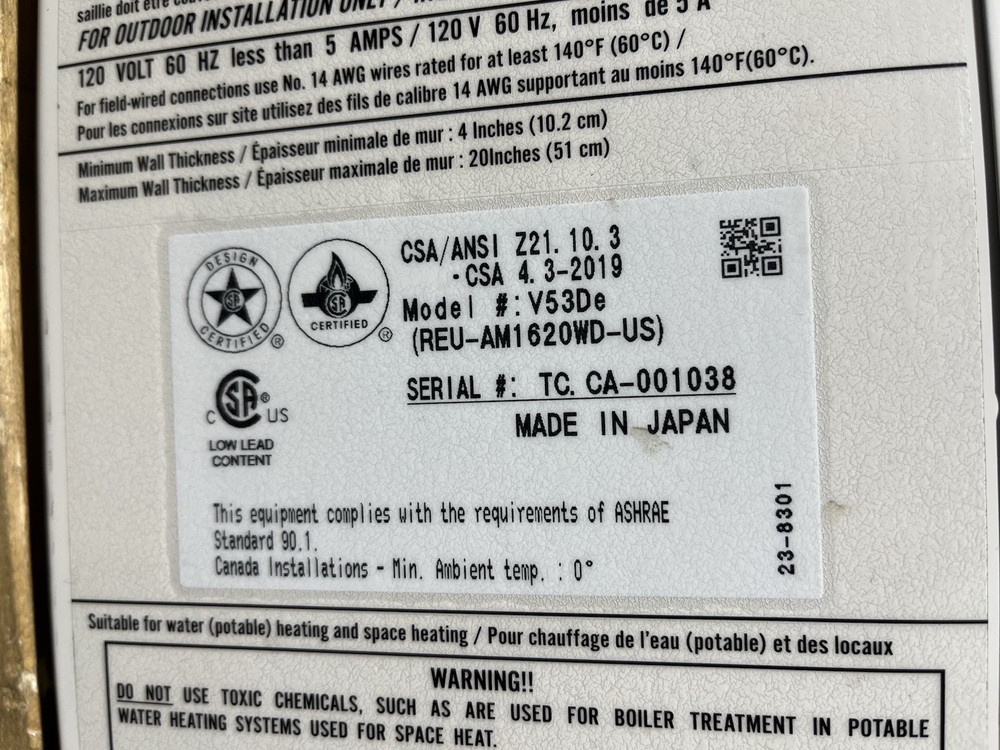 saillie doit être
FOR OUTDOOR INSTALLATION ONLY /
120 VOLT 60 HZ less than 5 AMPS / 120 V 60 Hz, moins de 5 A
For field-wired connections use No. 14 AWG wires rated for at least 140°F (60°C) /
Pour les connexions sur site utilisez des fils de calibre 14 AWG supportant au moins 140°F(60°C).
Minimum Wall Thickness / Épaisseur minimale de mur : 4 Inches (10.2 cm)
Maximum Wall Thickness / Épaisseur maximale de mur : 20Inches (51 cm)
DESIGN
SA
CERTIFIED
®
SA
CERTIFIED
®
CSA/ANSI Z21. 10. 3
-CSA 4. 3-2019
Model #:V53De
(REU-AM1620WD-US)
SERIAL #: TC. CA-001038
MADE IN JAPAN
C SA ® US
LOW LEAD
CONTENT
This equipment complies with the requirements of ASHRAE
Standard 90.1.
Canada Installations - Min. Ambient temp. : 0°
23-8301
Suitable for water (potable) heating and space heating / Pour chauffage de l'eau (potable) et des locaux
WARNING!!
DO NOT USE TOXIC CHEMICALS, SUCH AS ARE USED FOR BOILER TREATMENT IN POTABLE
WATER HEATING SYSTEMS USED FOR SPACE HEAT.